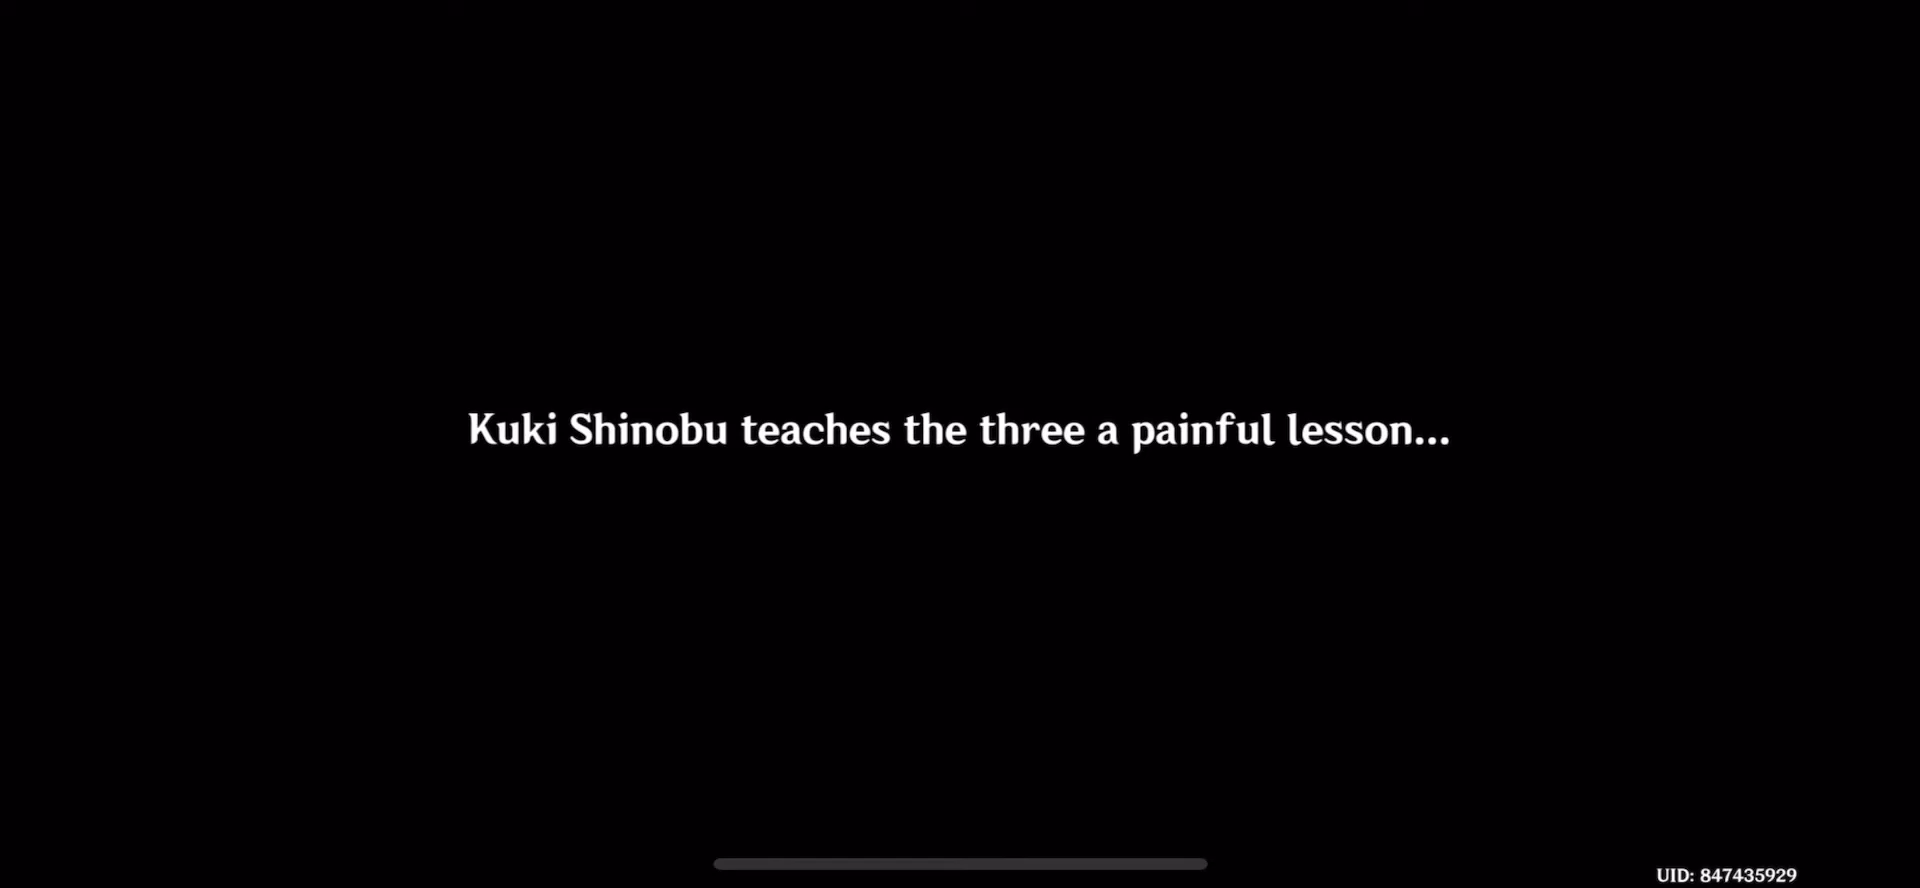 Kuki Shinobu teaches the three a painful lesson...
UID: 847435929